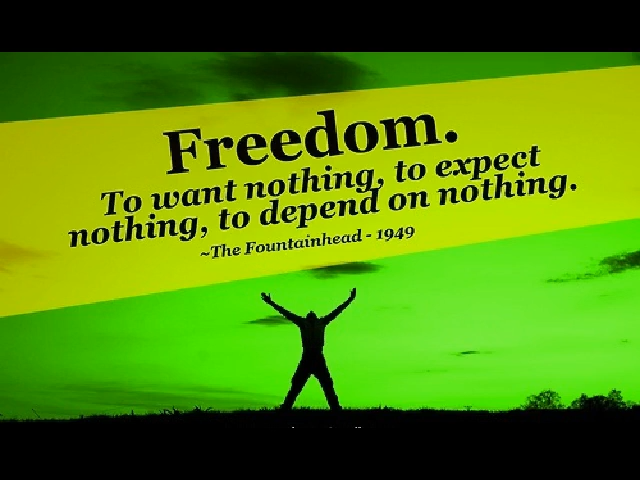 Freedom.
To want nothing, to expect
nothing, to depend on nothing.
~The Fountainhead - 1949